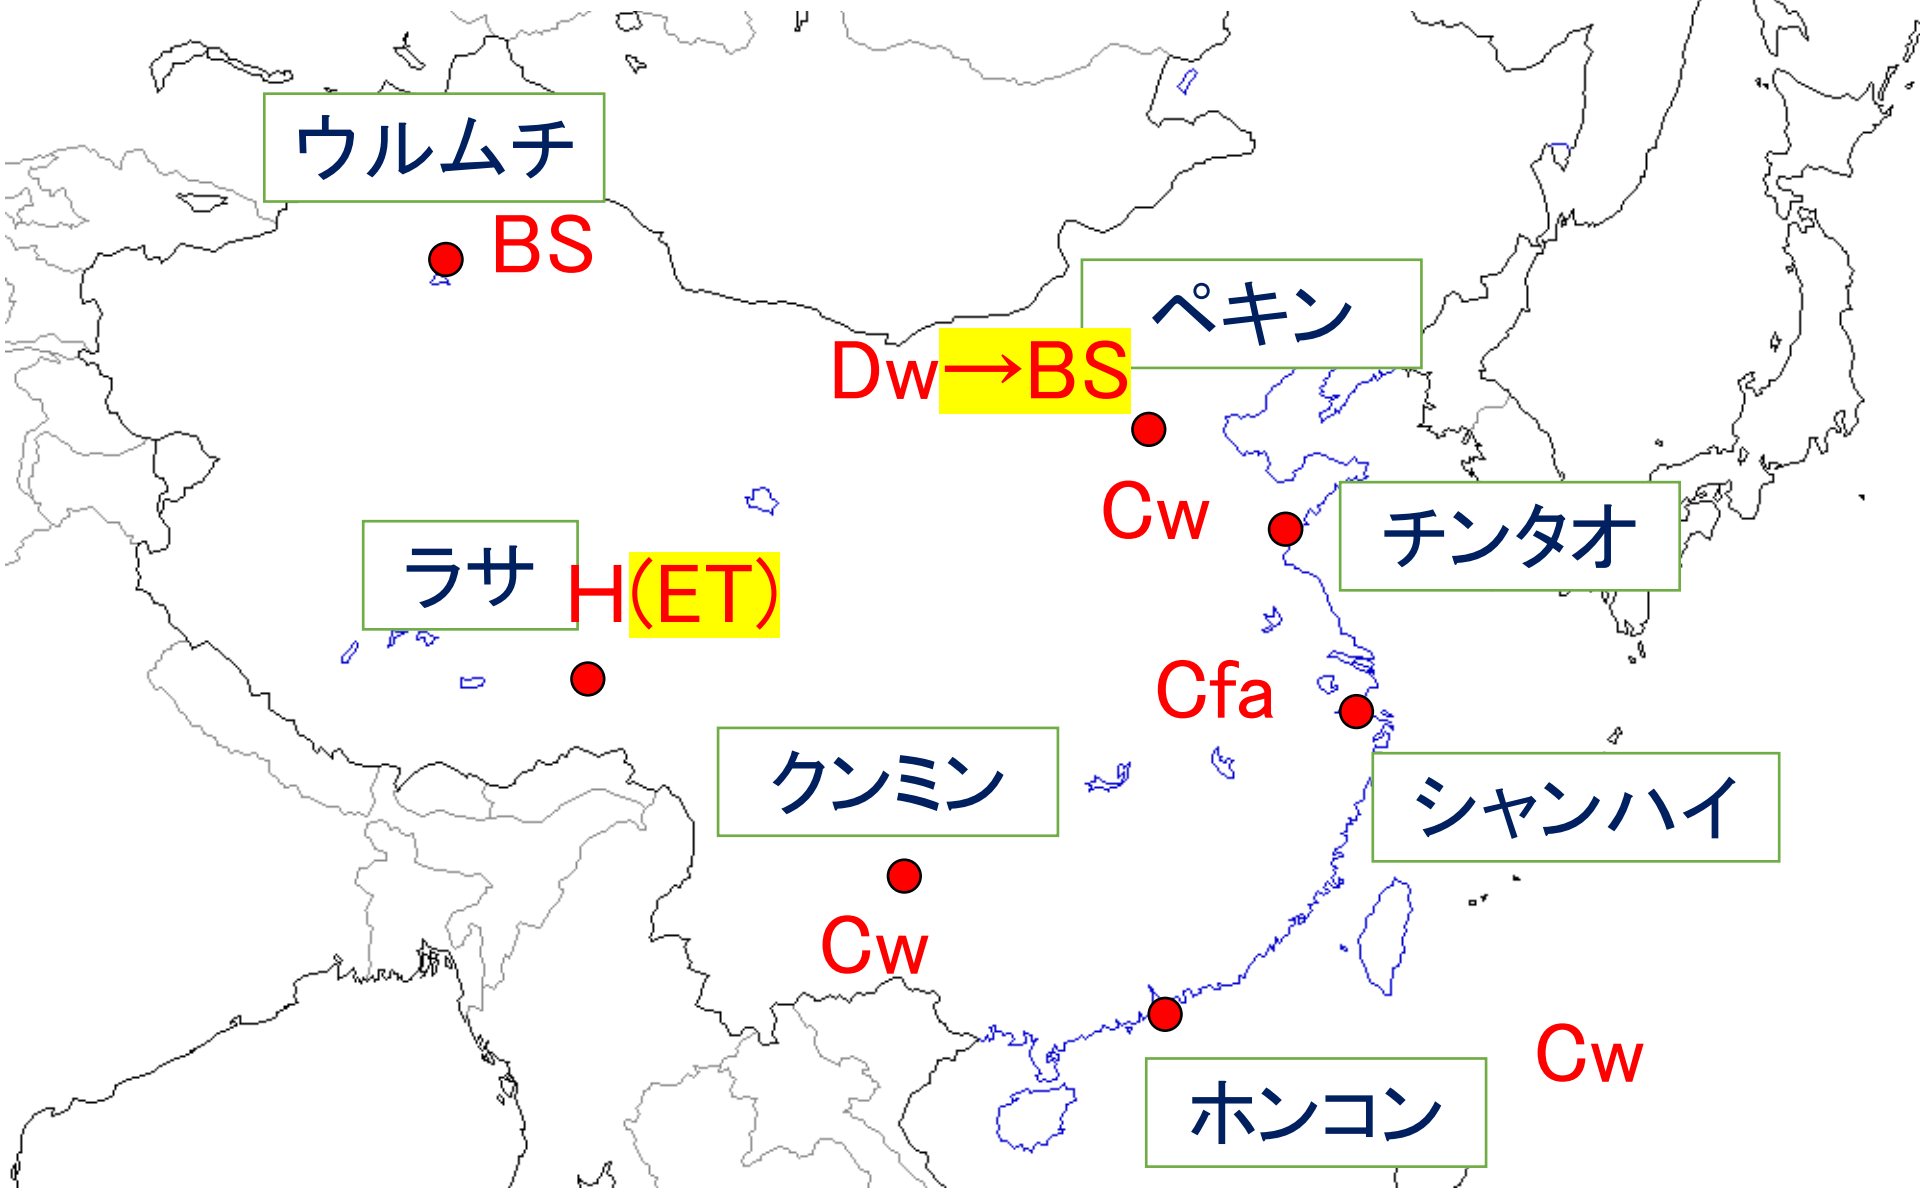 ウルムチ
BS
ペキン
Dw→BS
Cw
チンタオ
ラサ
H(ET)
Cfa
クンミン
シャンハイ
Cw
Cw
ホンコン